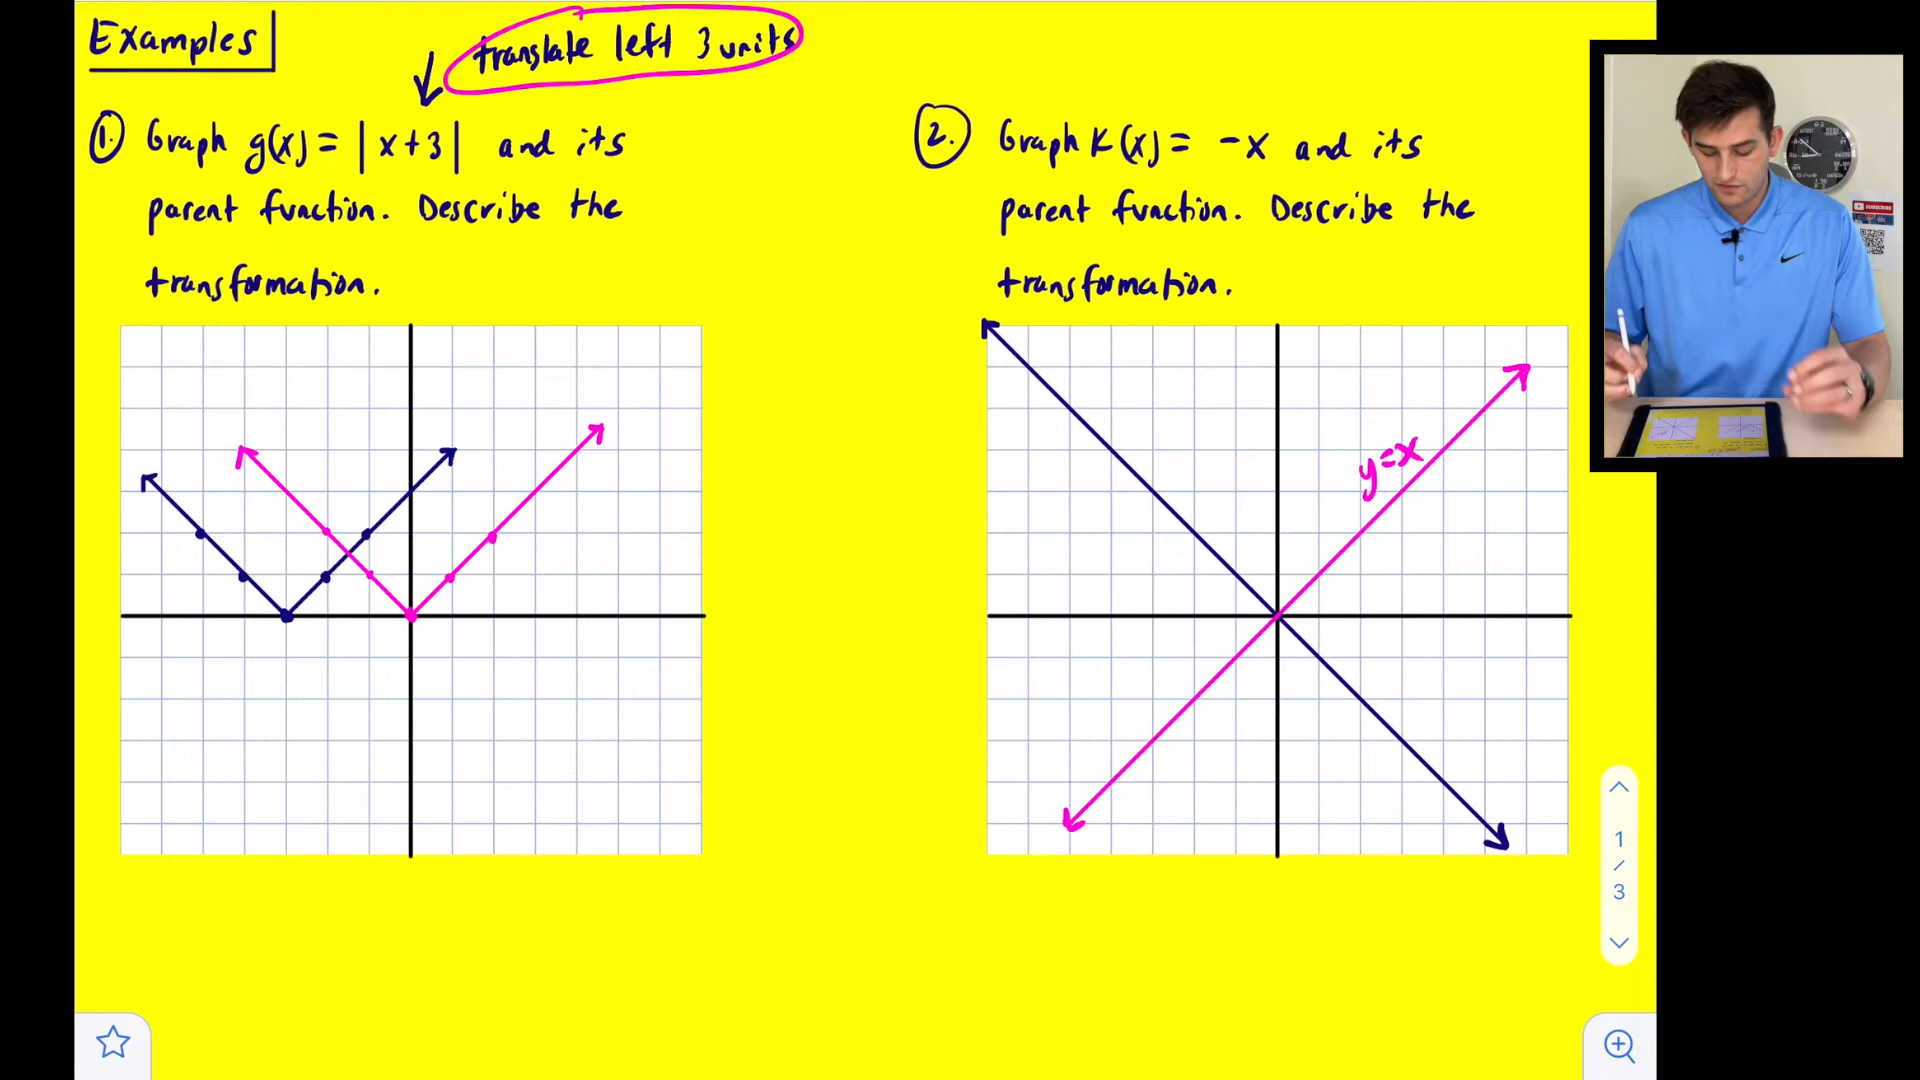 Examples
translate left 3 units
1. Graph g(x) = |x+3| and its
parent function. Describe the
transformation.
2. Graph K(x) = -x and its
parent function. Describe the
transformation.
y=x
SUBSCRIBE
1
/
3